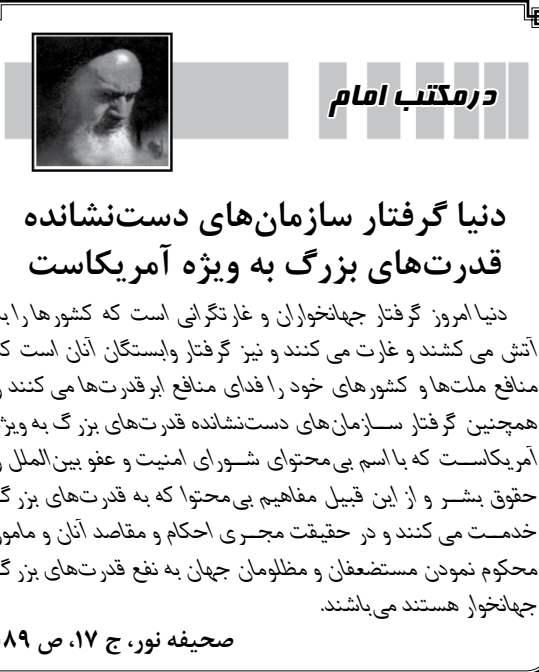 درمکتب امام
دنیا گرفتار سازمان‌های دست‌نشانده
قدرت‌های بزرگ به ویژه آمریکاست
دنیا امروز گرفتار جهانخواران و غارتگرانی است که کشورها را به
آتش می کشند و غارت می کنند و نیز گرفتار وابستگان آنان است که
منافع ملت‌ها و کشورهای خود را فدای منافع ابرقدرت‌ها می کنند و
همچنین گرفتار سازمان‌های دست‌نشانده قدرت‌های بزرگ به ویژه
آمریکاست که با اسم بی‌محتوای شورای امنیت و عفو بین‌الملل و
حقوق بشر و از این قبیل مفاهیم بی‌محتوا که به قدرت‌های بزرگ
خدمت می کنند و در حقیقت مجری احکام و مقاصد آنان و مامور
محکوم نمودن مستضعفان و مظلومان جهان به نفع قدرت‌های بزرگ
جهانخوار هستند می‌باشند.
صحیفه نور، ج ۱۷، ص